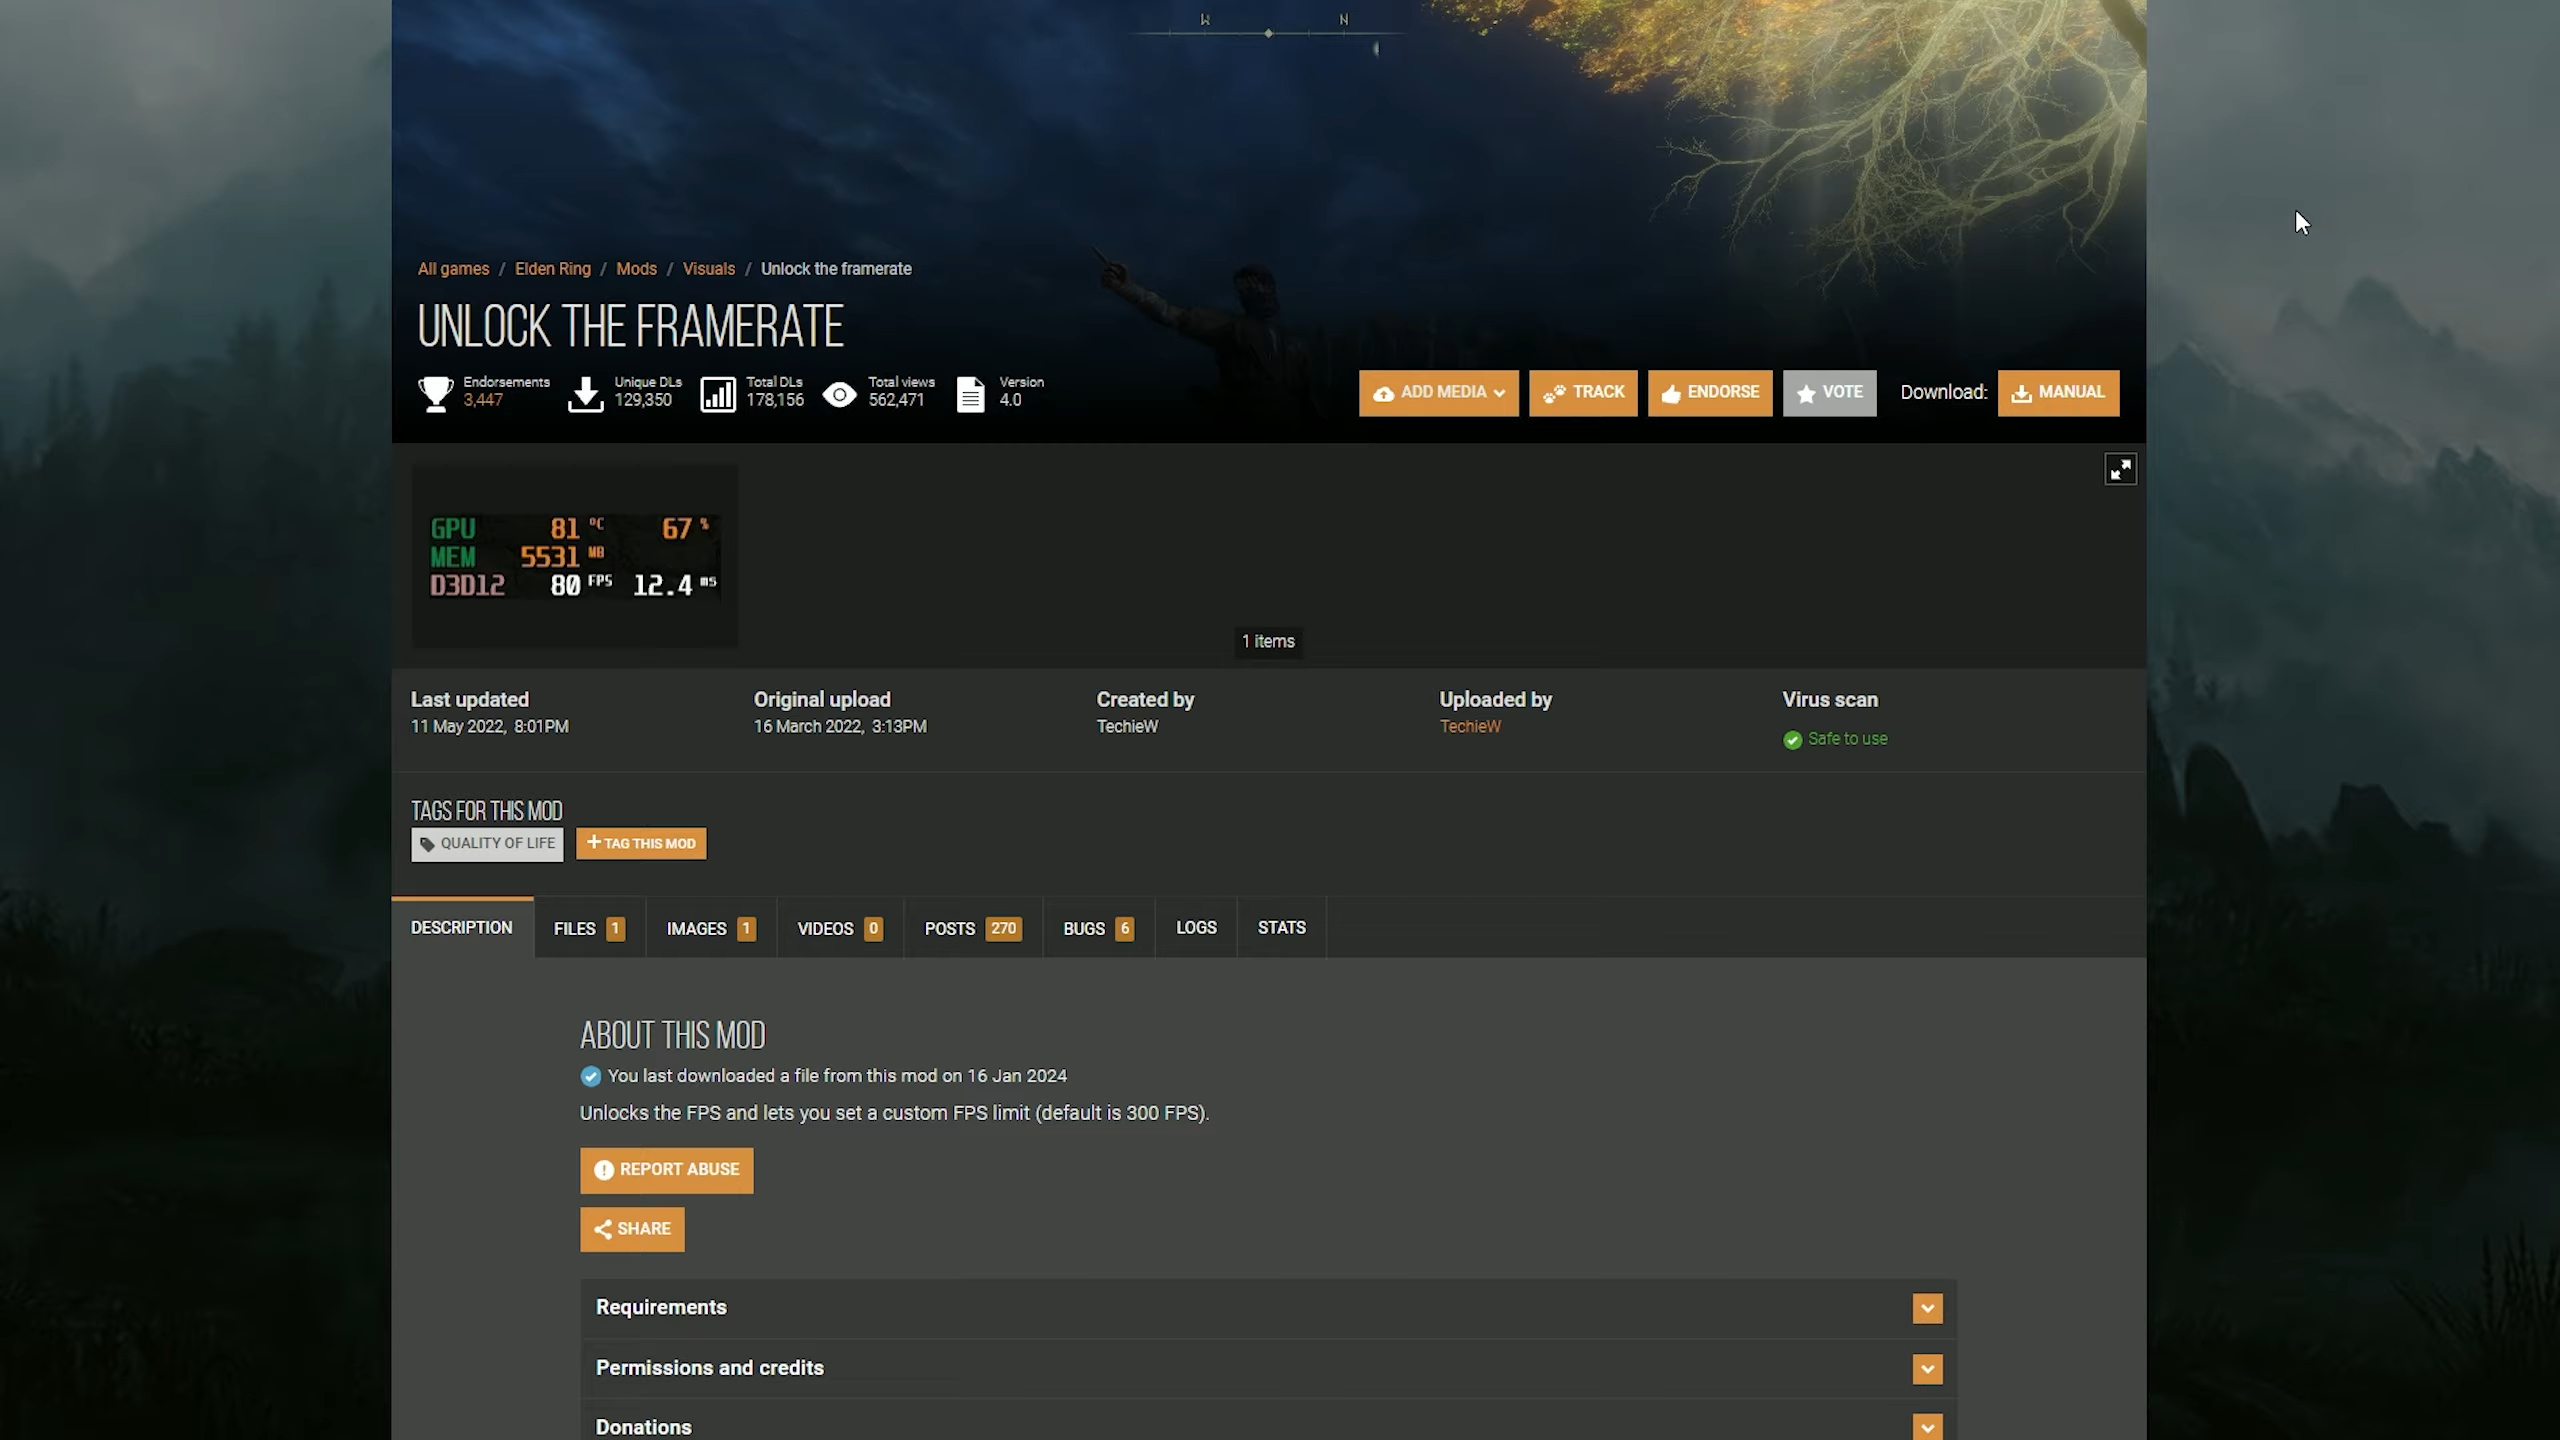 W N
All games / Elden Ring / Mods / Visuals / Unlock the framerate
UNLOCK THE FRAMERATE
Endorsements Unique DLs Total DLs Total views Version
3,447 129,350 178,156 562,471 4.0
ADD MEDIA TRACK ENDORSE VOTE Download: MANUAL
GPU 81 °C 67 %
MEM 5531 MB
D3D12 80 FPS 12.4 ms
1 items
Last updated Original upload Created by Uploaded by Virus scan
11 May 2022, 8:01PM 16 March 2022, 3:13PM TechieW TechieW Safe to use
TAGS FOR THIS MOD
QUALITY OF LIFE + TAG THIS MOD
DESCRIPTION FILES 1 IMAGES 1 VIDEOS 0 POSTS 270 BUGS 6 LOGS STATS
ABOUT THIS MOD
You last downloaded a file from this mod on 16 Jan 2024
Unlocks the FPS and lets you set a custom FPS limit (default is 300 FPS).
REPORT ABUSE
SHARE
Requirements
Permissions and credits
Donations